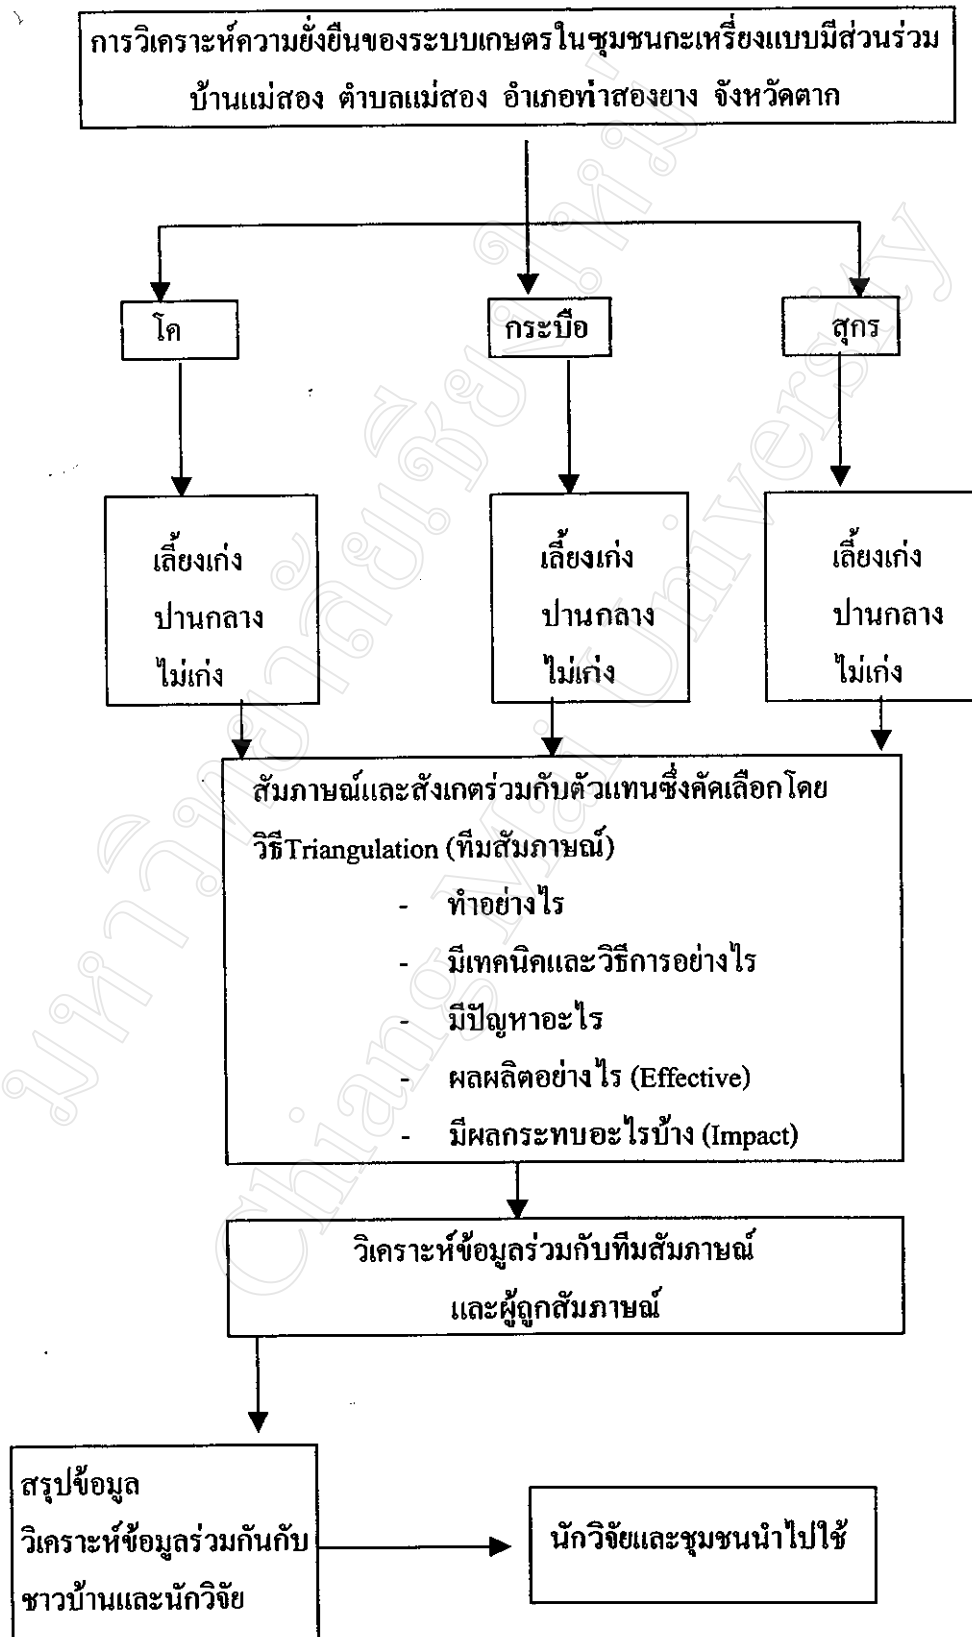 การวิเคราะห์ความยั่งยืนของระบบเกษตรในชุมชนกะเหรี่ยงแบบมีส่วนร่วม
บ้านแม่สอง ตำบลแม่สอง อำเภอท่าสองยาง จังหวัดตาก
โค
กระบือ
สุกร
เลี้ยงเก่ง
ปานกลาง
ไม่เก่ง
เลี้ยงเก่ง
ปานกลาง
ไม่เก่ง
เลี้ยงเก่ง
ปานกลาง
ไม่เก่ง
สัมภาษณ์และสังเกตร่วมกับตัวแทนซึ่งคัดเลือกโดย
วิธีTriangulation (ทีมสัมภาษณ์)
- ทำอย่างไร
- มีเทคนิคและวิธีการอย่างไร
- มีปัญหาอะไร
- ผลผลิตอย่างไร (Effective)
- มีผลกระทบอะไรบ้าง (Impact)
วิเคราะห์ข้อมูลร่วมกับทีมสัมภาษณ์
และผู้ถูกสัมภาษณ์
สรุปข้อมูล
วิเคราะห์ข้อมูลร่วมกันกับ
ชาวบ้านและนักวิจัย
นักวิจัยและชุมชนนำไปใช้
มหาวิทยาลัยเชียงใหม่
Chiang Mai University